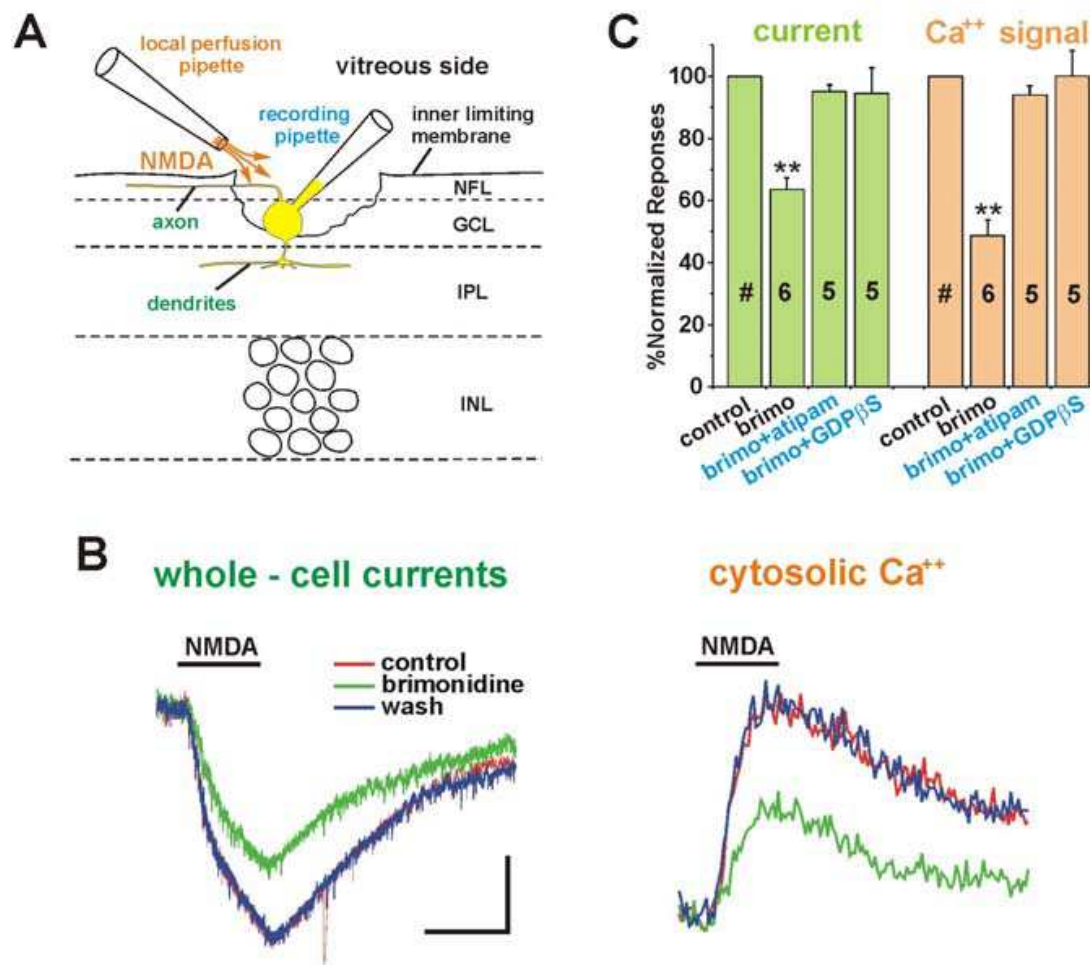 A
local perfusion
pipette
vitreous side
recording
pipette
inner limiting
membrane
NMDA
NFL
axon
GCL
dendrites
IPL
INL
C
current
Ca++ signal
%Normalized Reponses
100
80
60
40
20
0
**
**
# 6 5 5
# 6 5 5
control
brimo
brimo+atipam
brimo+GDPβS
control
brimo
brimo+atipam
brimo+GDPβS
B
whole - cell currents
cytosolic Ca++
NMDA
control
brimonidine
wash
NMDA